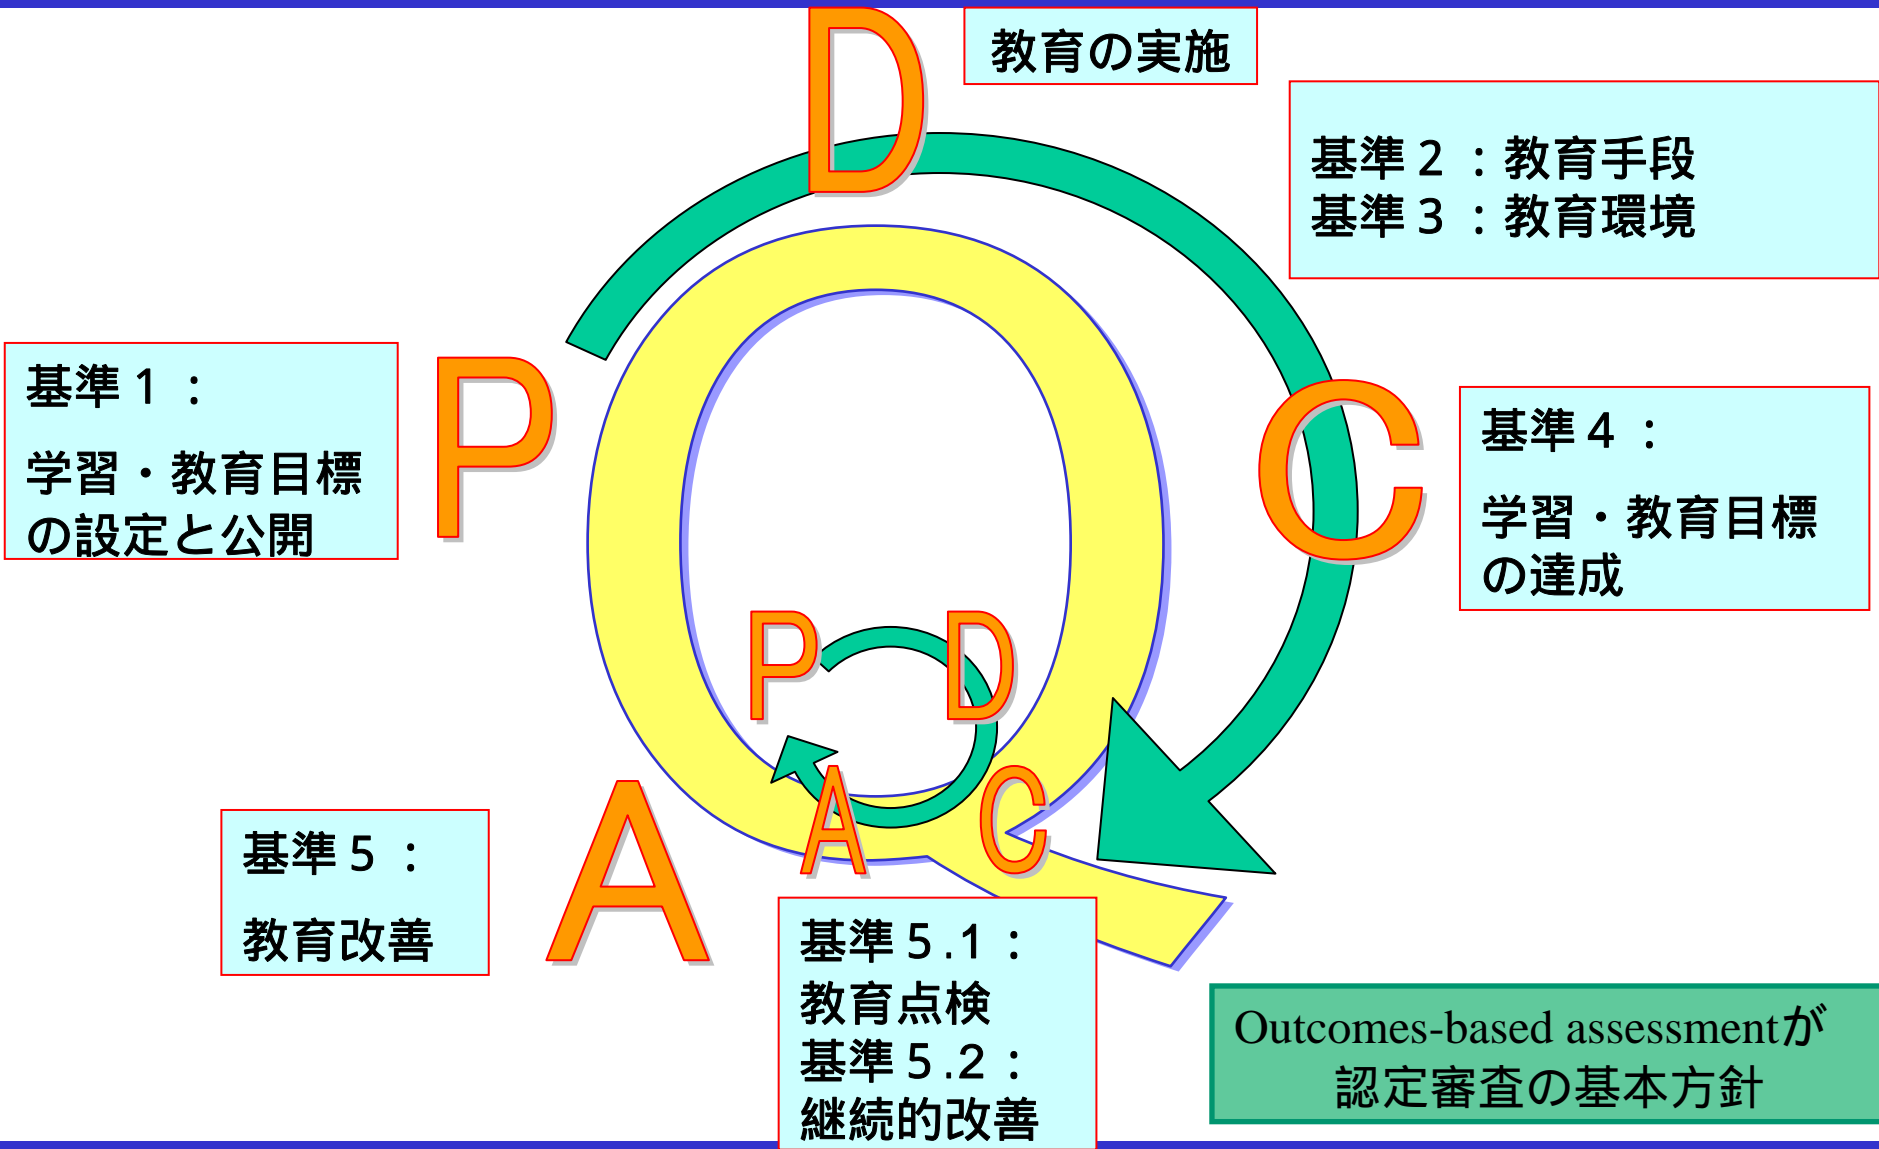 D
教育の実施
基準２：教育手段
基準３：教育環境
基準１：
学習・教育目標
の設定と公開
P
Q
C
基準４：
学習・教育目標
の達成
P
D
A
C
基準５：
教育改善
A
基準５.1：
教育点検
基準５.2：
継続的改善
Outcomes-based assessmentが
認定審査の基本方針